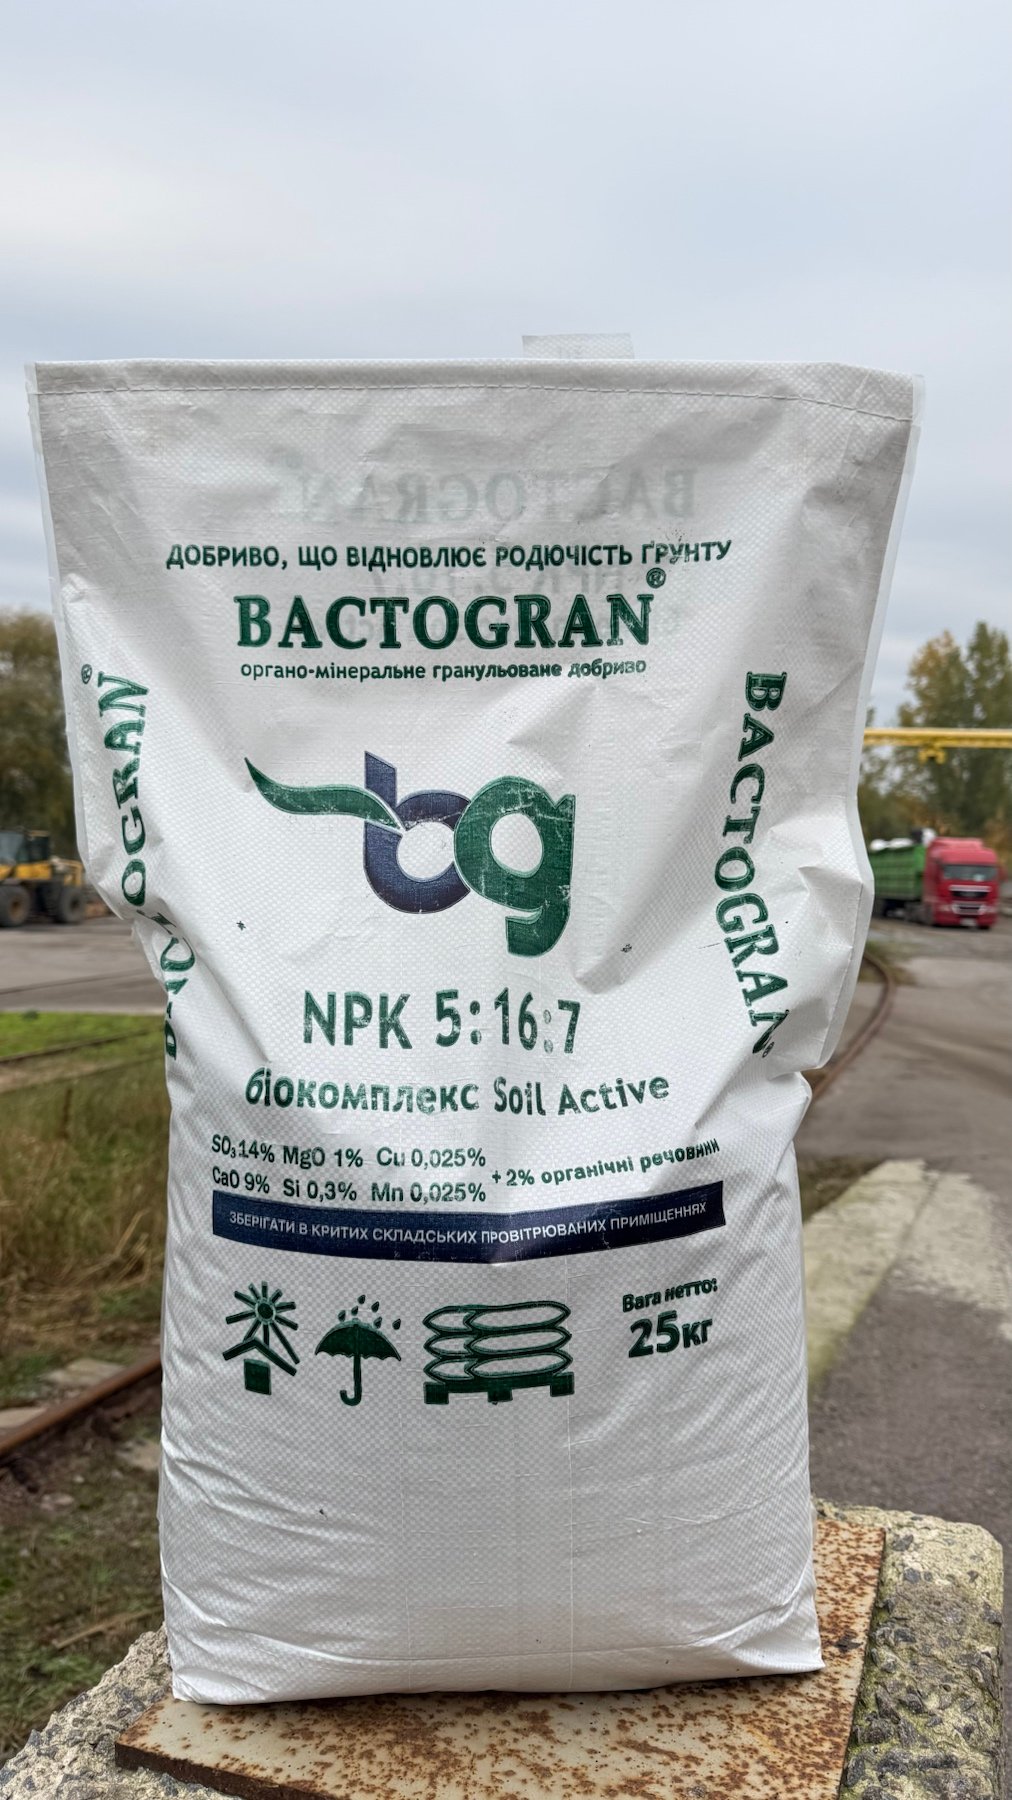 ДОБРИВО, ЩО ВІДНОВЛЮЄ РОДЮЧІСТЬ ҐРУНТУ
BACTOGRAN®
органо-мінеральне гранульоване добриво
bg
BACTOGRAN®
BACTOGRAN®
NPK 5:16:7
біокомплекс Soil Active
SO₃14% MgO 1% Cu 0,025%
CaO 9% Si 0,3% Mn 0,025%
+ 2% органічні речовини
ЗБЕРІГАТИ В КРИТИХ СКЛАДСЬКИХ ПРОВІТРЮВАНИХ ПРИМІЩЕННЯХ
Вага нетто:
25кг